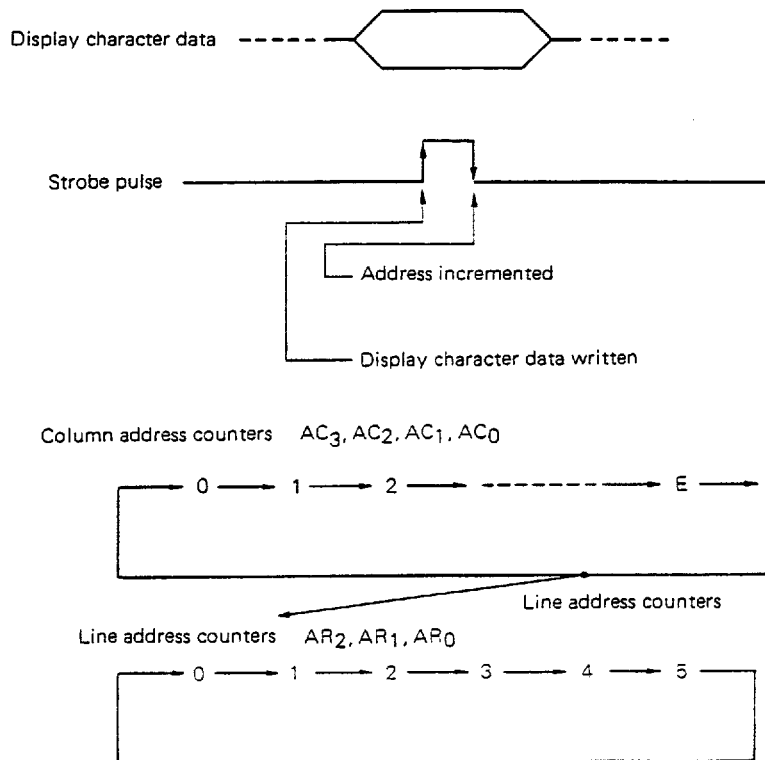 Display character data
Strobe pulse
Address incremented
Display character data written
Column address counters AC3, AC2, AC1, AC0
0 1 2 E
Line address counters
Line address counters AR2, AR1, AR0
0 1 2 3 4 5